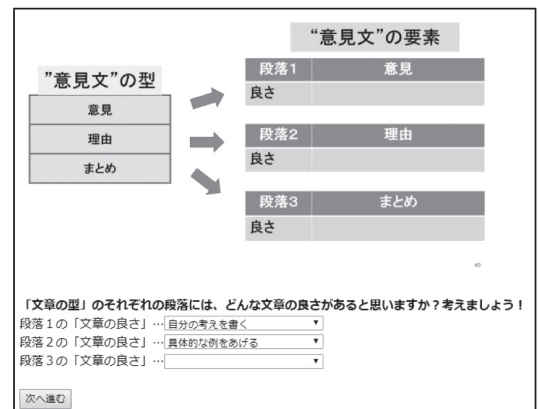 “意見文”の要素
”意見文”の型
意見
理由
まとめ
段落1 意見
良さ
段落2 理由
良さ
段落3 まとめ
良さ
40
「文章の型」のそれぞれの段落には、どんな文章の良さがあると思いますか？考えましょう！
段落１の「文章の良さ」…自分の考えを書く
段落２の「文章の良さ」…具体的な例をあげる
段落３の「文章の良さ」…
次へ進む